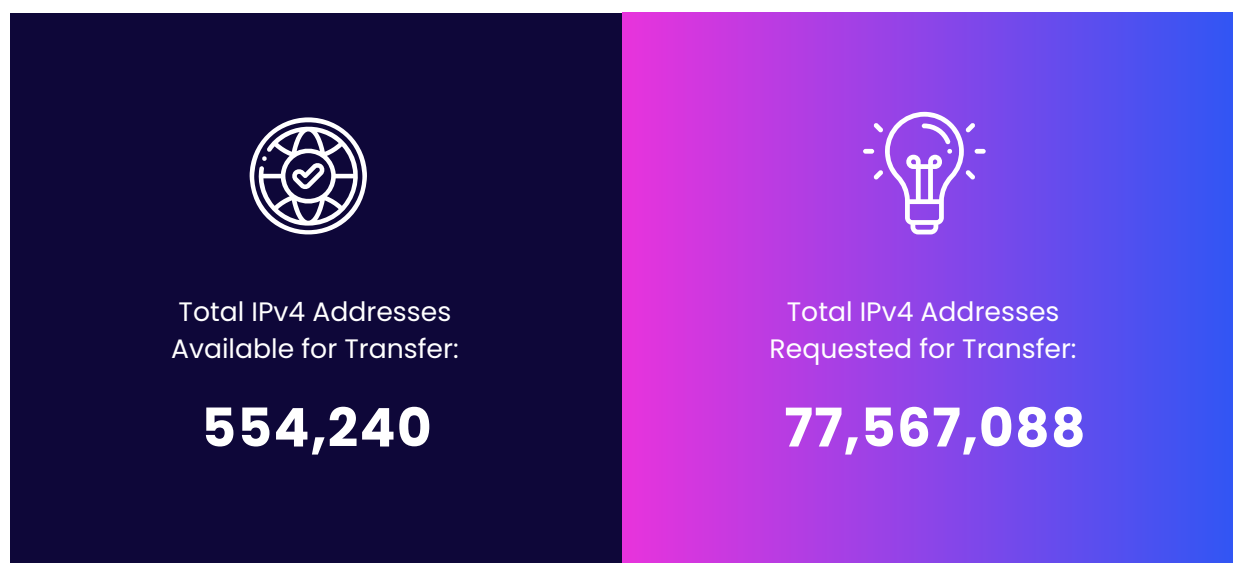 Total IPv4 Addresses
Available for Transfer:
554,240
Total IPv4 Addresses
Requested for Transfer:
77,567,088